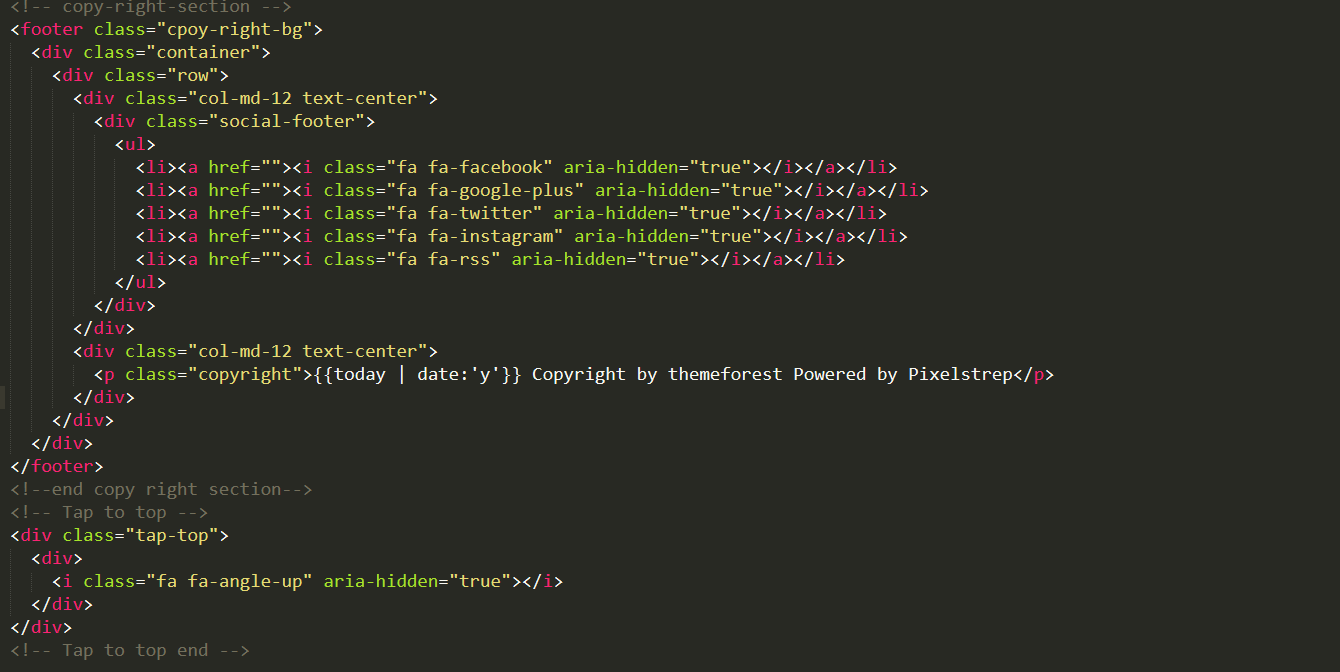 <!-- copy-right-section -->
<footer class="cpoy-right-bg">
  <div class="container">
    <div class="row">
      <div class="col-md-12 text-center">
        <div class="social-footer">
          <ul>
            <li><a href=""><i class="fa fa-facebook" aria-hidden="true"></i></a></li>
            <li><a href=""><i class="fa fa-google-plus" aria-hidden="true"></i></a></li>
            <li><a href=""><i class="fa fa-twitter" aria-hidden="true"></i></a></li>
            <li><a href=""><i class="fa fa-instagram" aria-hidden="true"></i></a></li>
            <li><a href=""><i class="fa fa-rss" aria-hidden="true"></i></a></li>
          </ul>
        </div>
      </div>
      <div class="col-md-12 text-center">
        <p class="copyright">{{today | date:'y'}} Copyright by themeforest Powered by Pixelstrep</p>
      </div>
    </div>
  </div>
</footer>
<!--end copy right section-->
<!-- Tap to top -->
<div class="tap-top">
  <div>
    <i class="fa fa-angle-up" aria-hidden="true"></i>
  </div>
</div>
<!-- Tap to top end -->